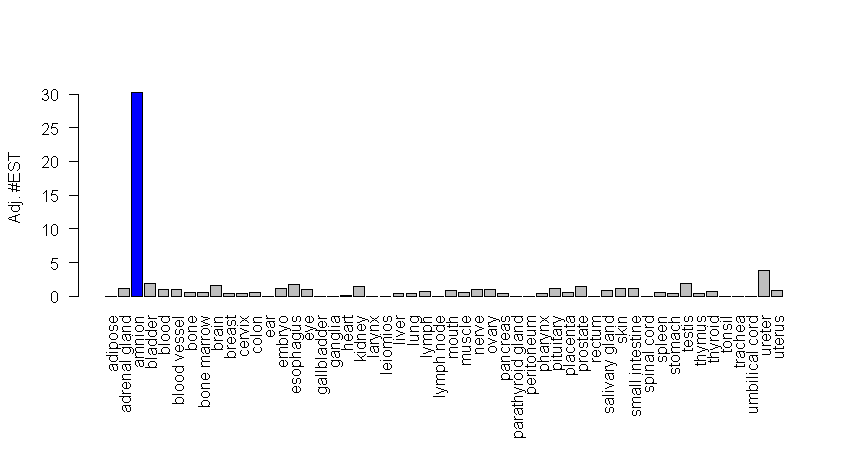 Adj. #EST
30
25
20
15
10
5
0
adipose
adrenal gland
amnion
bladder
blood
blood vessel
bone
bone marrow
brain
breast
cervix
colon
ear
embryo
esophagus
eye
gallbladder
ganglia
heart
kidney
larynx
leiomios
liver
lung
lymph
lymph node
mouth
muscle
nerve
ovary
pancreas
parathyroid gland
peritoneum
pharynx
pituitary
placenta
prostate
rectum
salivary gland
skin
small intestine
spinal cord
spleen
stomach
testis
thymus
thyroid
tonsil
trachea
umbilical cord
ureter
uterus